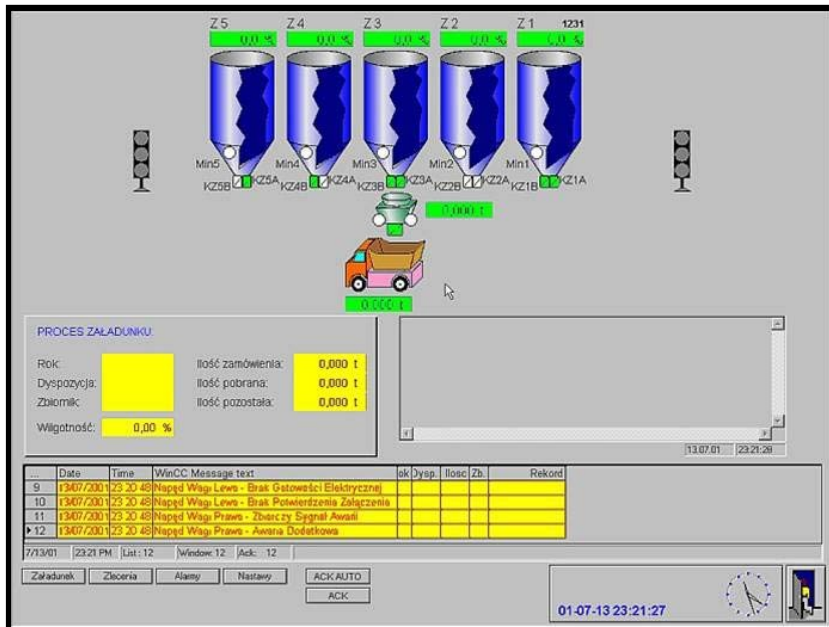 Z 5 Z 4 Z 3 Z 2 Z 1 1231
0,0 % 0,0 % 0,0 % 0,0 % 0,0 %
Min5 Min4 Min3 Min2 Min1
KZ5B KZ5A KZ4B KZ4A KZ3B KZ3A KZ2B KZ2A KZ1B KZ1A
0,000 t
0,000 t
PROCES ZAŁADUNKU:
Rok: Ilość zamówienia: 0,000 t
Dyspozycja: Ilość pobrana: 0,000 t
Zbiornik: Ilość pozostała: 0,000 t
Wilgotność: 0,00 %
13.07.01 23:21:29
... Date Time WinCC Message text ok Dysp. Ilosc Zb. Rekord
9 13/07/2001 23 20 48 Napęd Wagi Lewa - Brak Gotowości Elektrycznej
10 13/07/2001 23 20 48 Napęd Wagi Lewa - Brak Potwierdzenia Załączenia
11 13/07/2001 23 20 48 Napęd Wagi Prawa - Zbiorczy Sygnał Awarii
12 13/07/2001 23 20 48 Napęd Wagi Prawa - Awaria Dodatkowa
7/13/01 23:21 PM List : 12 Window: 12 Ack: 12
Załadunek Zlecenia Alarmy Nastawy ACK AUTO
ACK
01-07-13 23:21:27